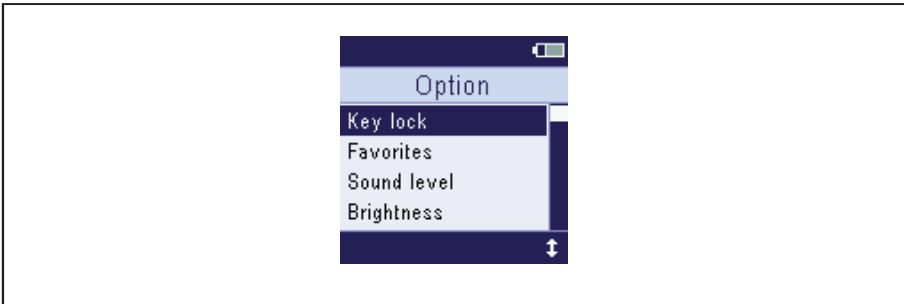 Option
Key lock
Favorites
Sound level
Brightness